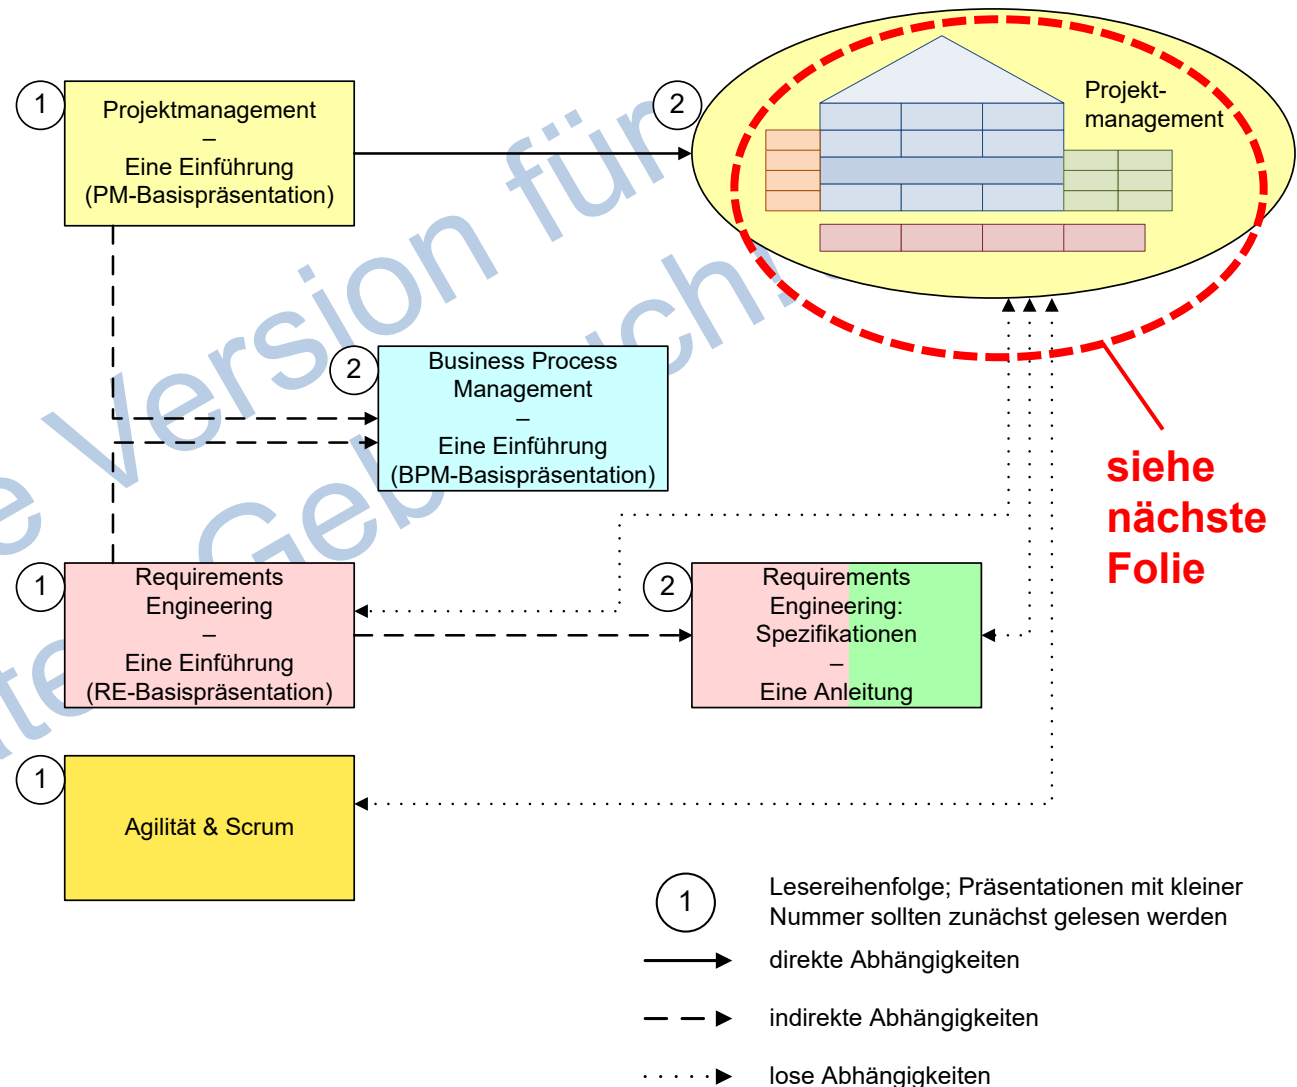 1
Projektmanagement
–
Eine Einführung
(PM-Basispräsentation)
2
Projekt-
management
2
Business Process
Management
–
Eine Einführung
(BPM-Basispräsentation)
siehe
nächste
Folie
1
Requirements
Engineering
–
Eine Einführung
(RE-Basispräsentation)
2
Requirements
Engineering:
Spezifikationen
–
Eine Anleitung
1
Agilität & Scrum
1
Lesereihenfolge; Präsentationen mit kleiner
Nummer sollten zunächst gelesen werden
direkte Abhängigkeiten
indirekte Abhängigkeiten
lose Abhängigkeiten
Version für